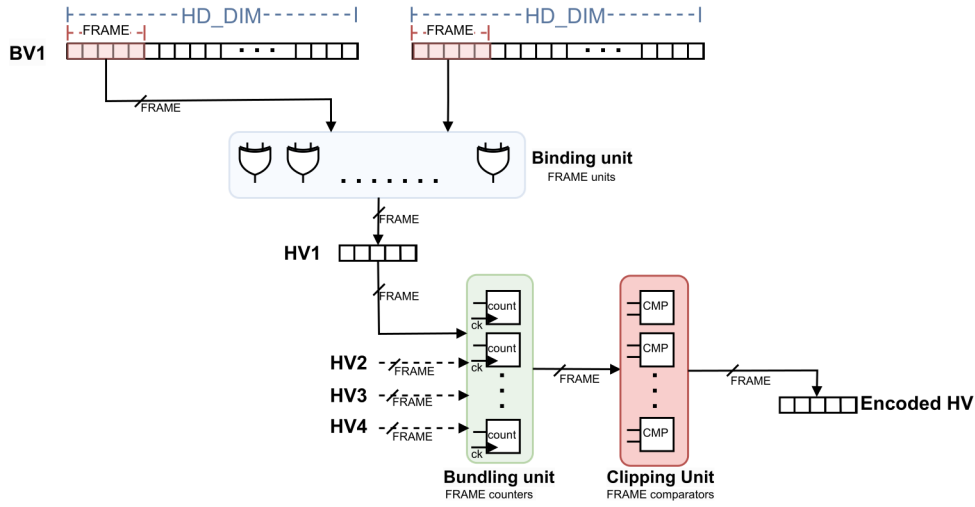 HD_DIM
HD_DIM
FRAME
FRAME
BV1
FRAME
Binding unit
FRAME units
FRAME
HV1
FRAME
count
ck
CMP
HV2
FRAME
count
ck
CMP
FRAME
FRAME
HV3
FRAME
Encoded HV
HV4
FRAME
count
ck
CMP
Bundling unit
FRAME counters
Clipping Unit
FRAME comparators